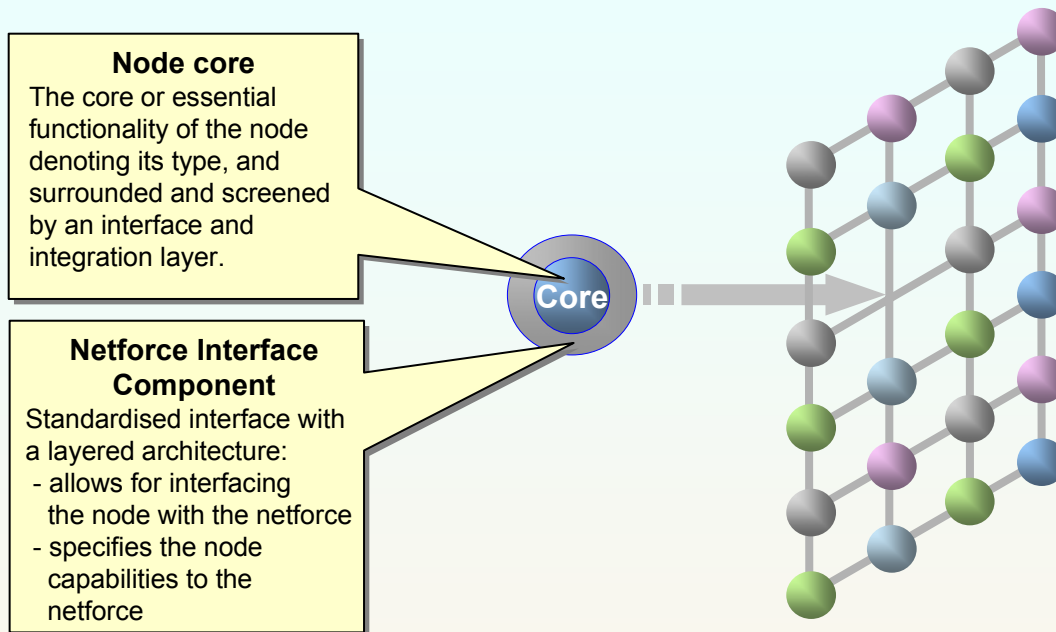 Node core
The core or essential
functionality of the node
denoting its type, and
surrounded and screened
by an interface and
integration layer.
Core
Netforce Interface
Component
Standardised interface with
a layered architecture:
- allows for interfacing
the node with the netforce
- specifies the node
capabilities to the
netforce